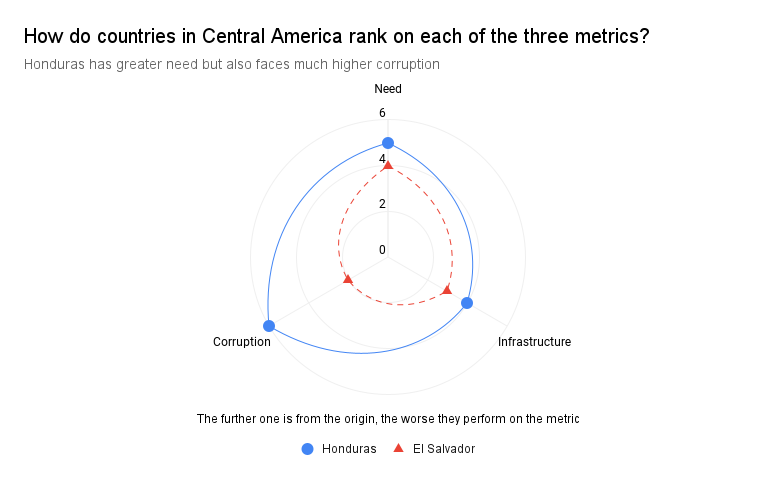 How do countries in Central America rank on each of the three metrics?
Honduras has greater need but also faces much higher corruption
Need
6
4
2
0
Corruption
Infrastructure
The further one is from the origin, the worse they perform on the metric
Honduras
El Salvador